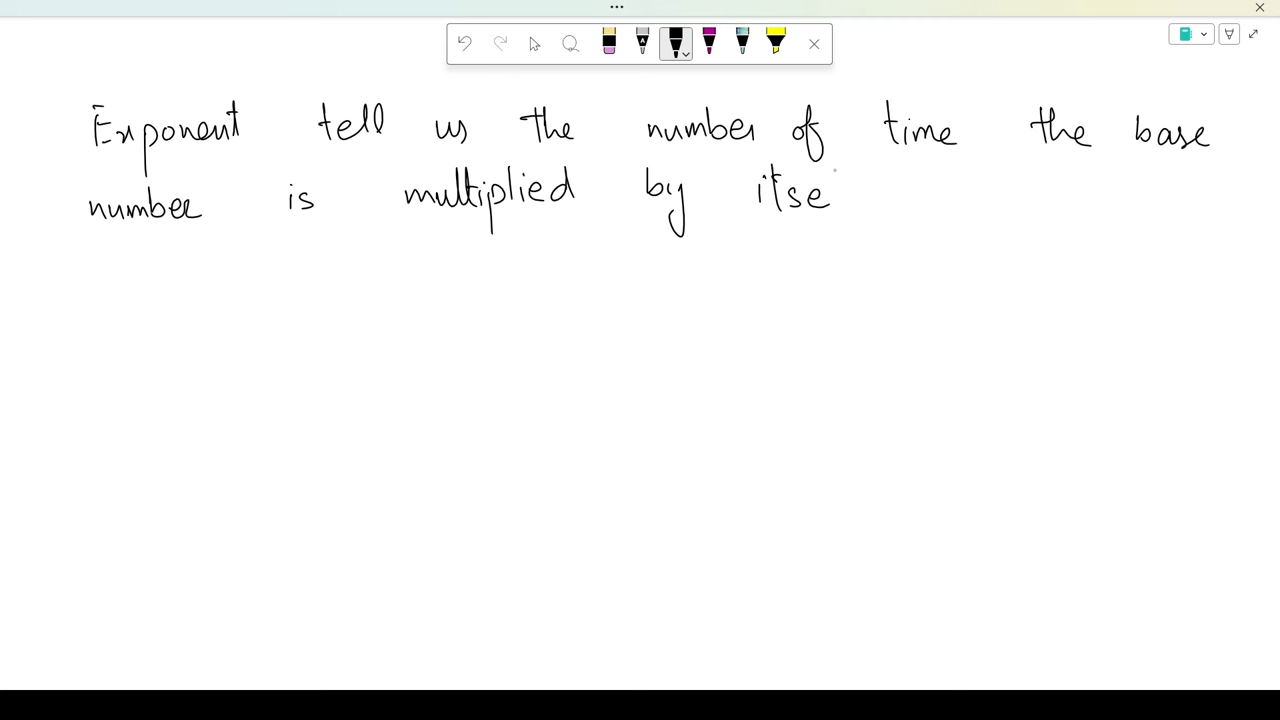 Exponent tell us the number of time the base
number is multiplied by itse